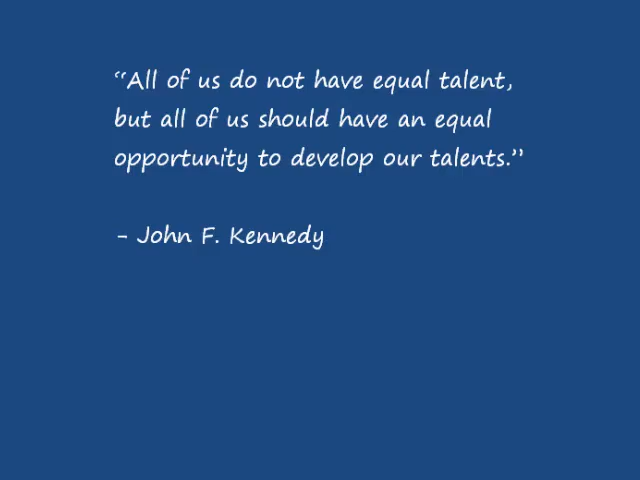 “All of us do not have equal talent,
but all of us should have an equal
opportunity to develop our talents.”
- John F. Kennedy